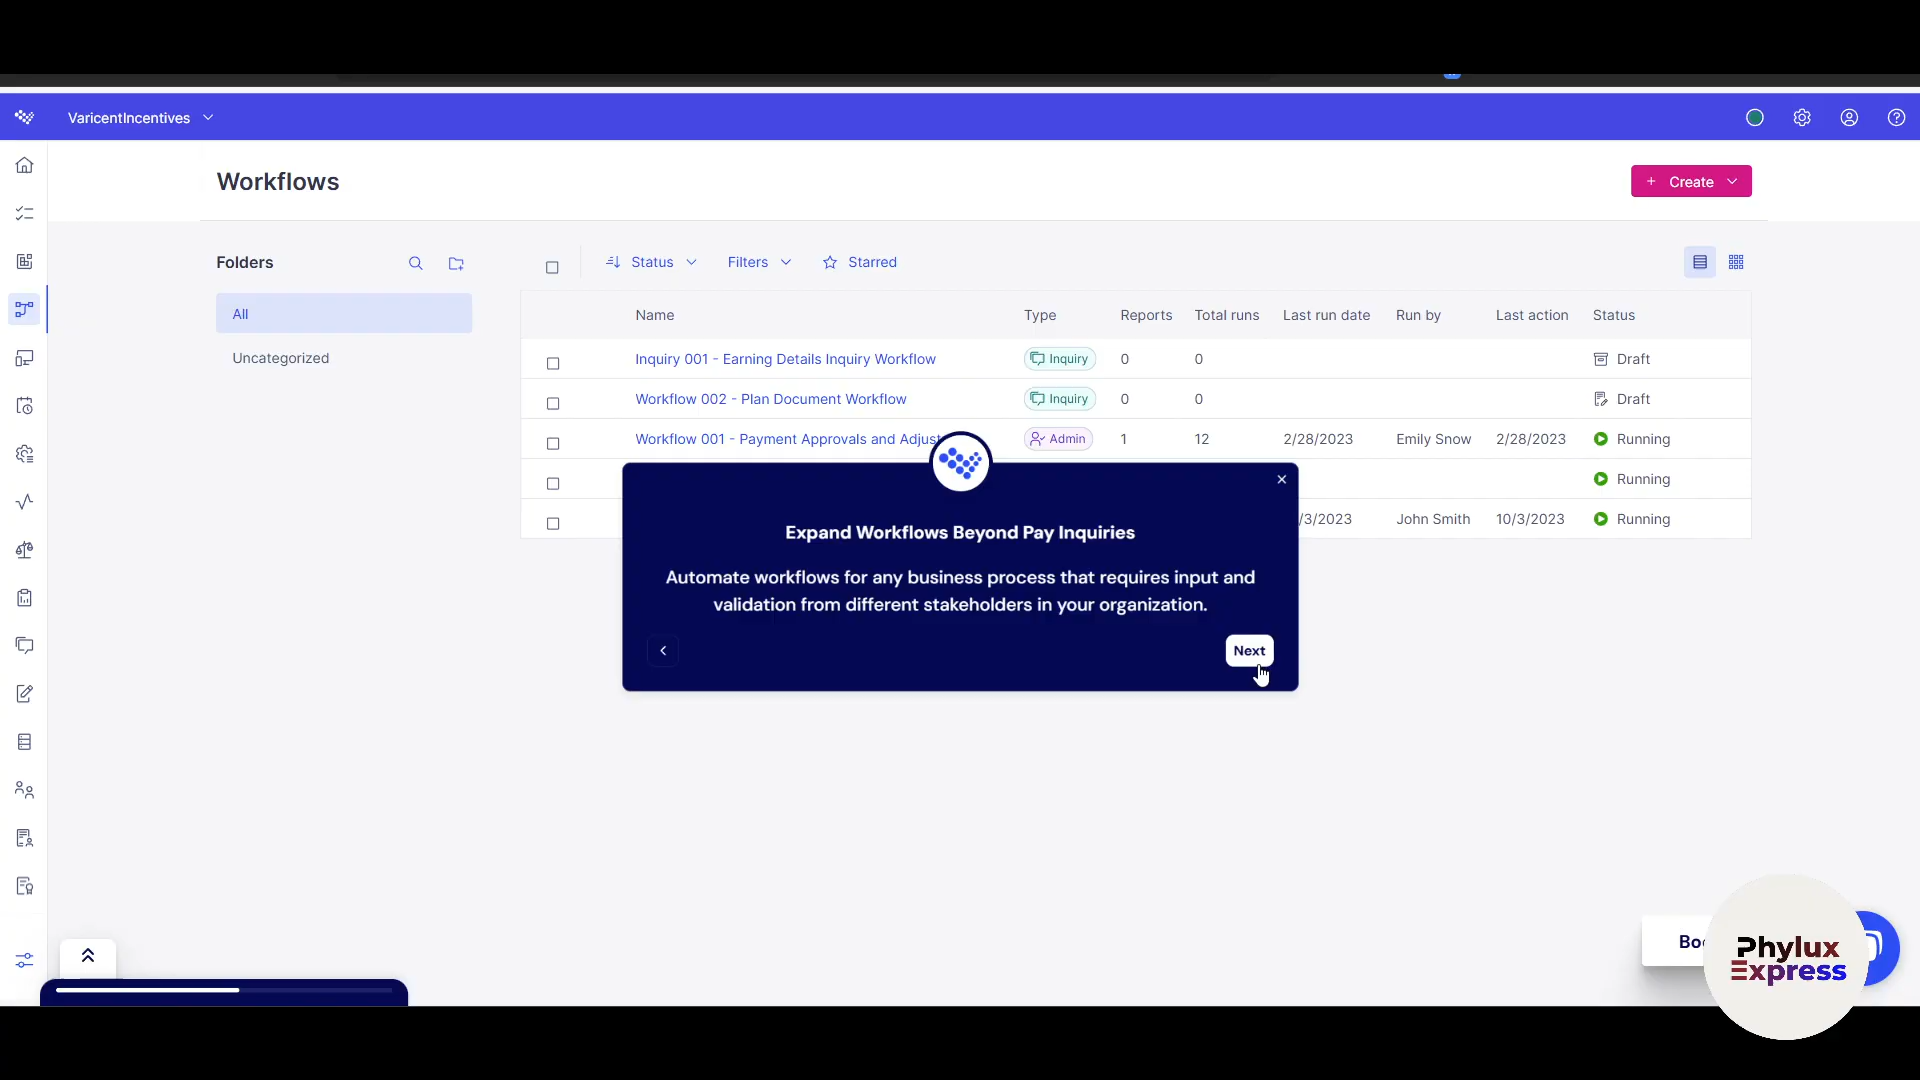 VaricentIncentives
Workflows
+ Create
Folders
Status
Filters
Starred
All
Uncategorized
Name Type Reports Total runs Last run date Run by Last action Status
Inquiry 001 - Earning Details Inquiry Workflow Inquiry 0 0 Draft
Workflow 002 - Plan Document Workflow Inquiry 0 0 Draft
Workflow 001 - Payment Approvals and Adjust Admin 1 12 2/28/2023 Emily Snow 2/28/2023 Running
Running
/3/2023 John Smith 10/3/2023 Running
Expand Workflows Beyond Pay Inquiries
Automate workflows for any business process that requires input and
validation from different stakeholders in your organization.
Next
Phylux
Express